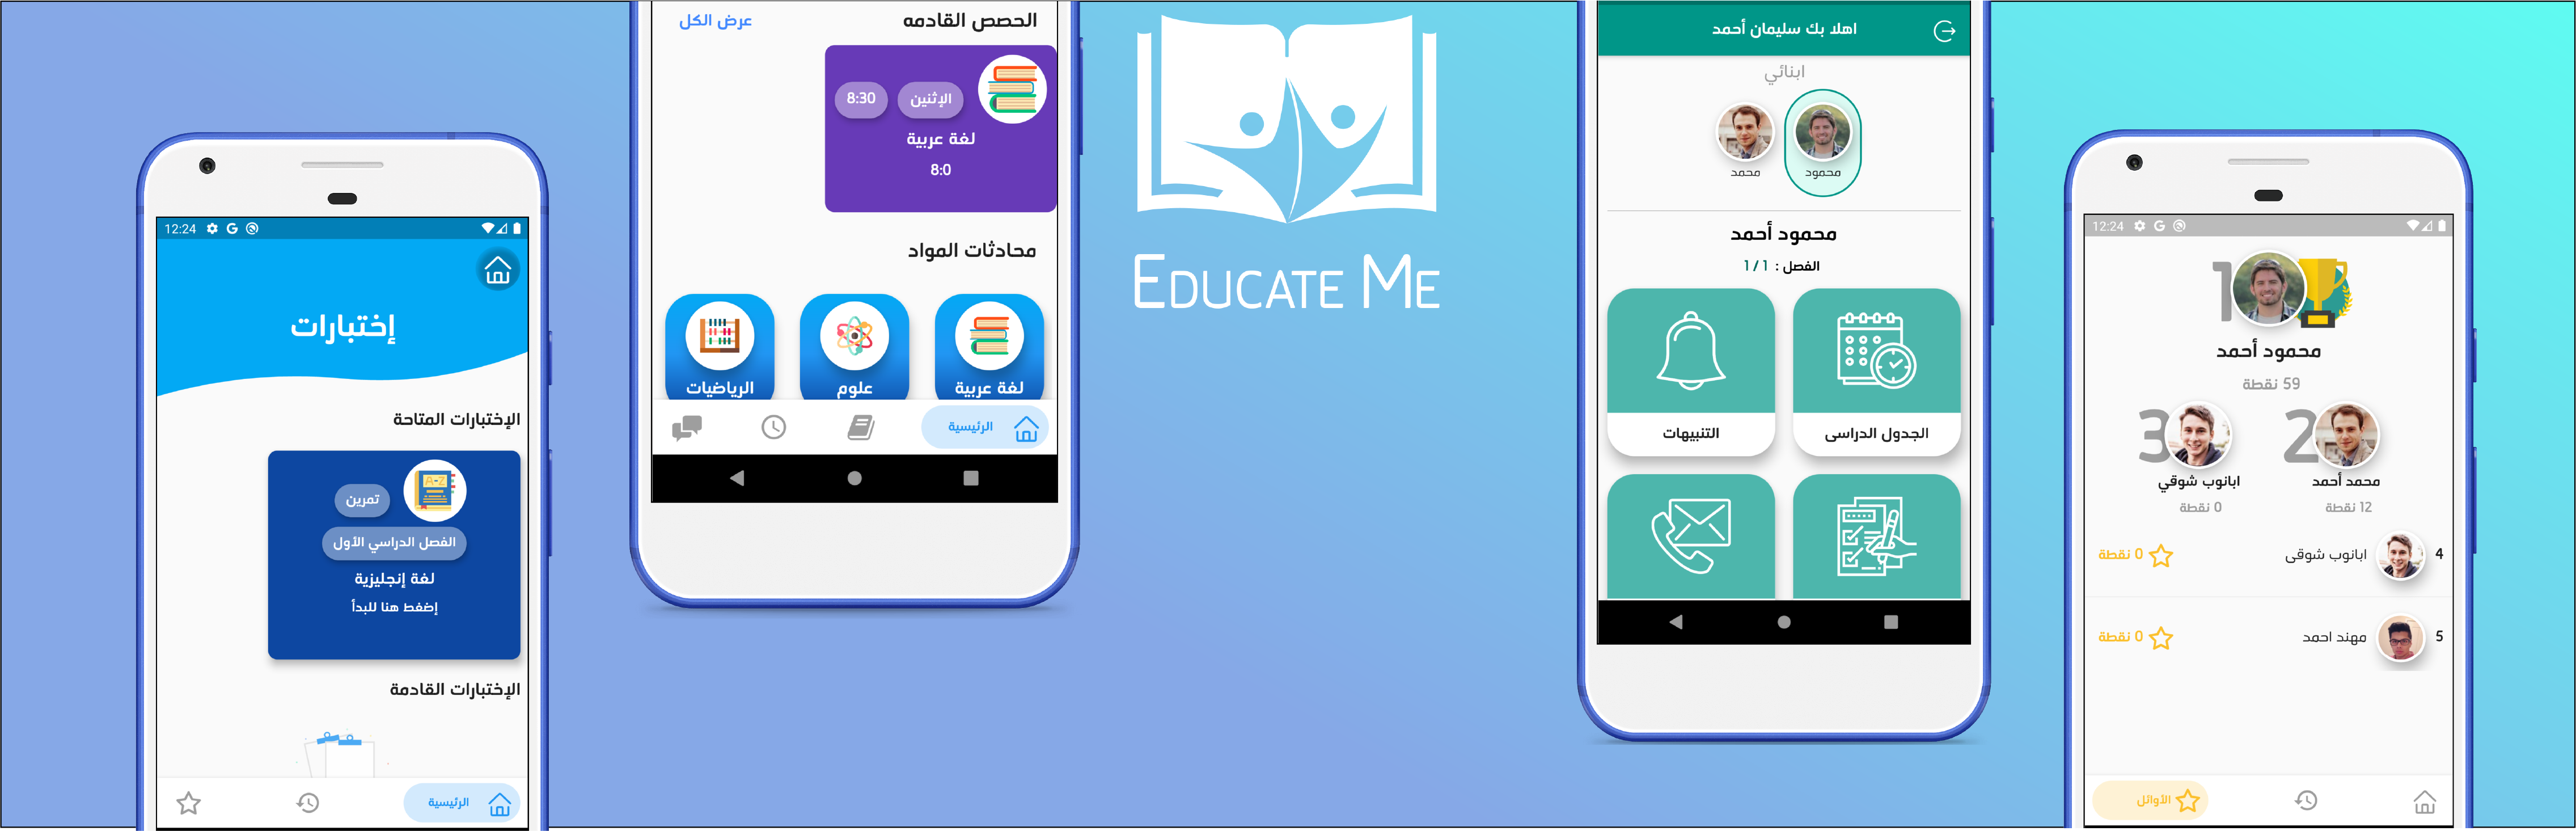 12:24
إختبارات
الإختبارات المتاحة
تمرين
الفصل الدراسي الأول
لغة إنجليزية
إضغط هنا للبدأ
الإختبارات القادمة
الرئيسية
الحصص القادمه
عرض الكل
الإثنين
8:30
لغة عربية
8:0
محادثات المواد
لغة عربية
علوم
الرياضيات
الرئيسية
EDUCATE ME
اهلا بك سليمان أحمد
ابنائي
محمود
محمد
محمود أحمد
الفصل : 1 / 1
الجدول الدراسى
التنبيهات
12:24
1
محمود أحمد
59 نقطة
2
3
محمد أحمد
ابانوب شوقي
12 نقطة
0 نقطة
4 ابانوب شوقى 0 نقطة
5 مهند احمد 0 نقطة
الأوائل